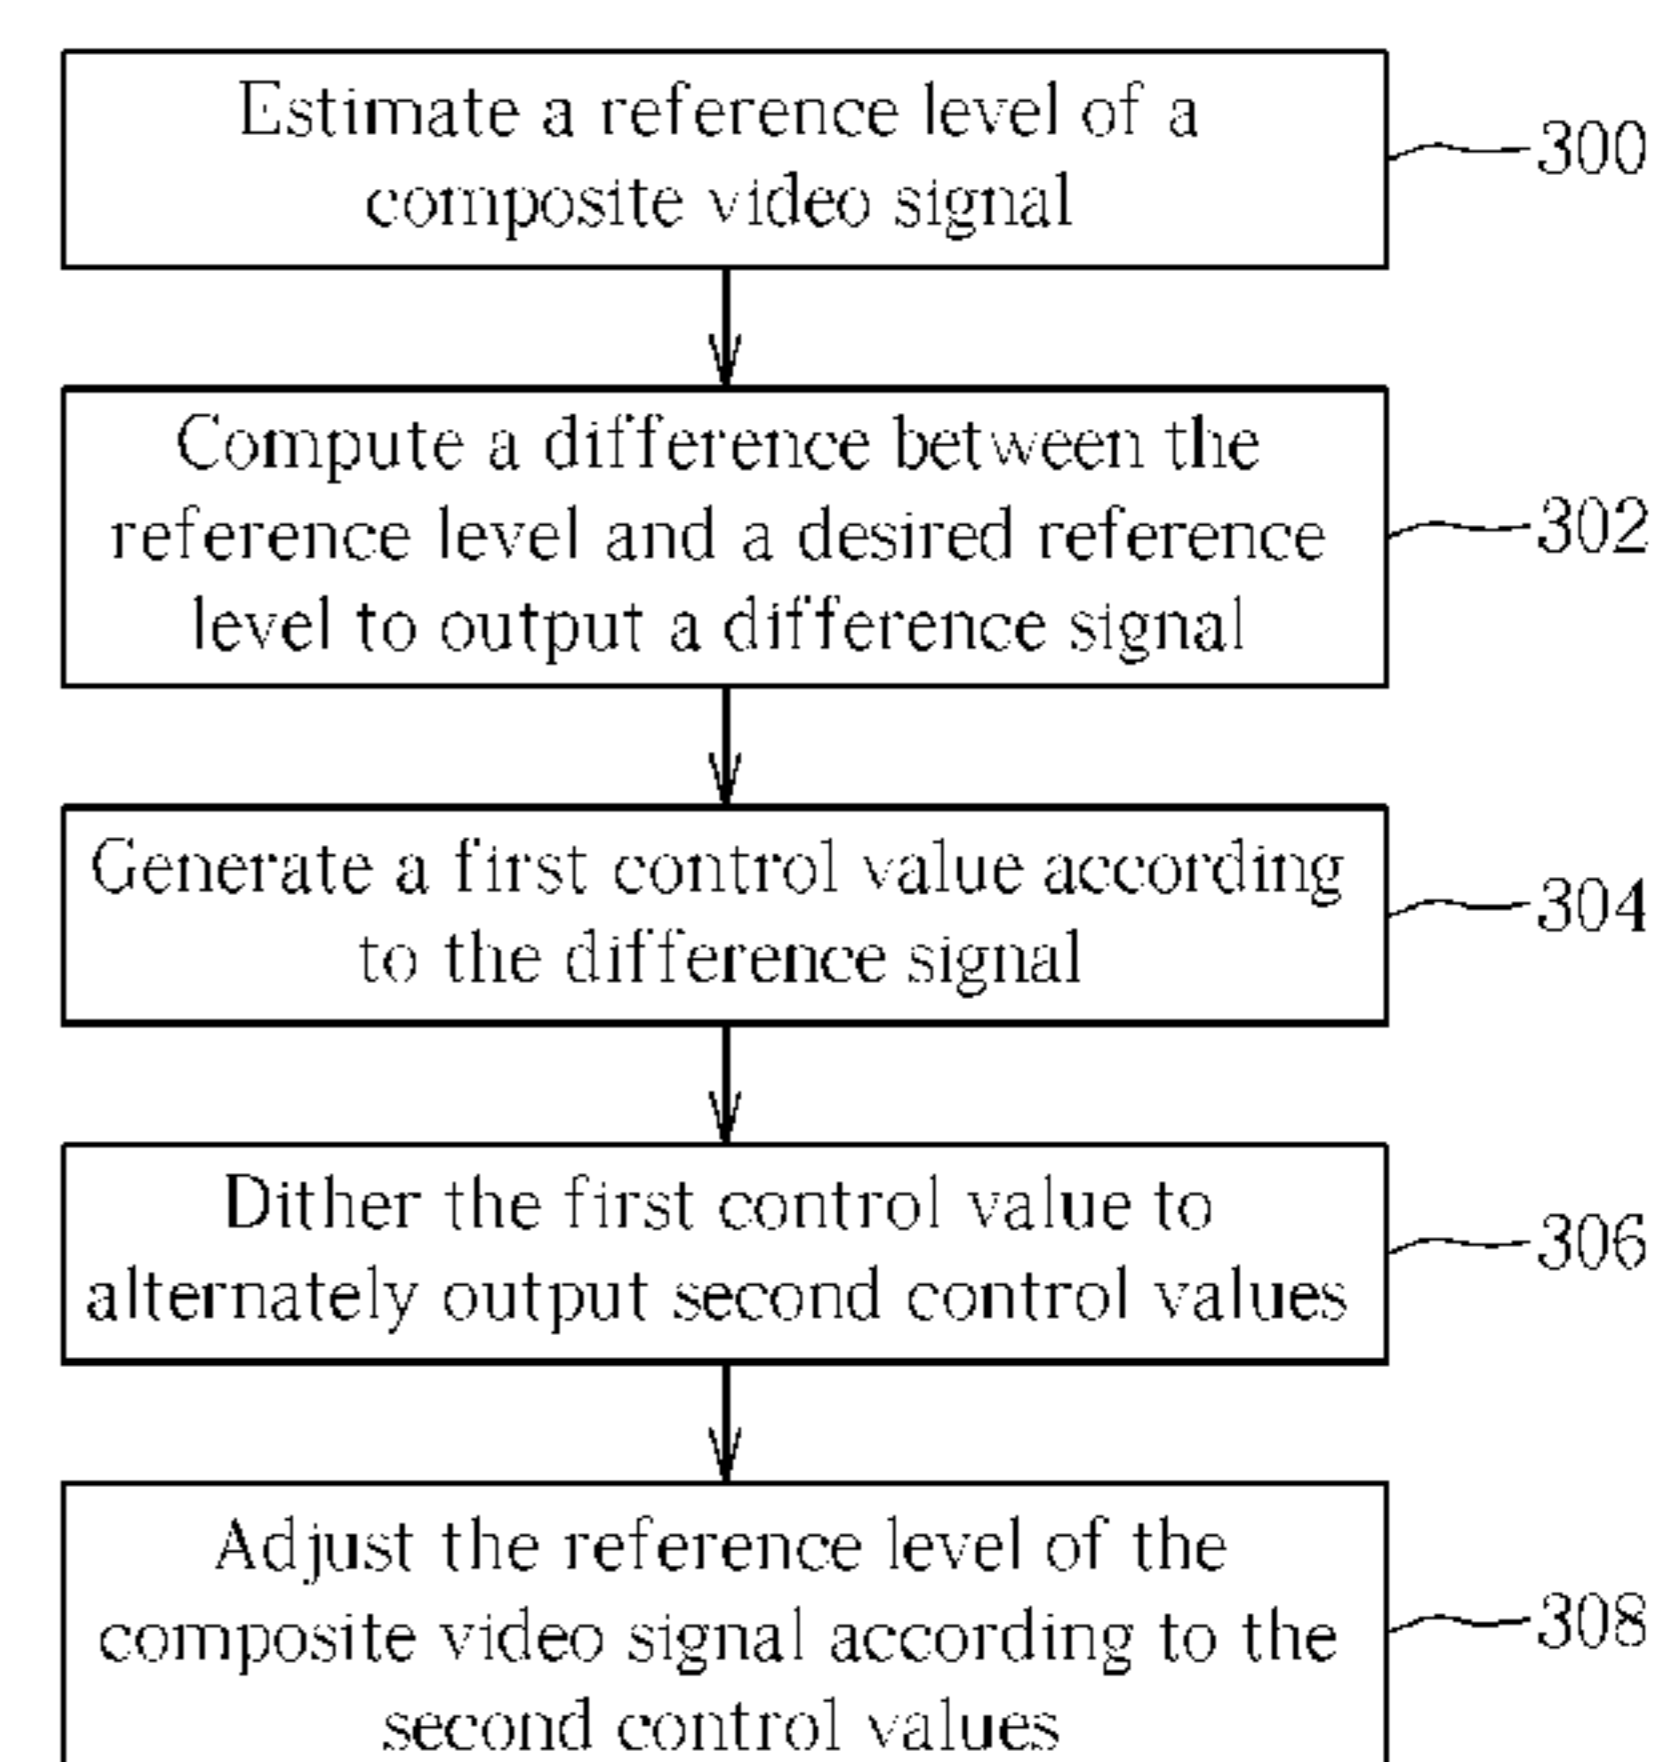 Estimate a reference level of a
composite video signal
300
Compute a difference between the
reference level and a desired reference
level to output a difference signal
302
Generate a first control value according
to the difference signal
304
Dither the first control value to
alternately output second control values
306
Adjust the reference level of the
composite video signal according to the
second control values
308